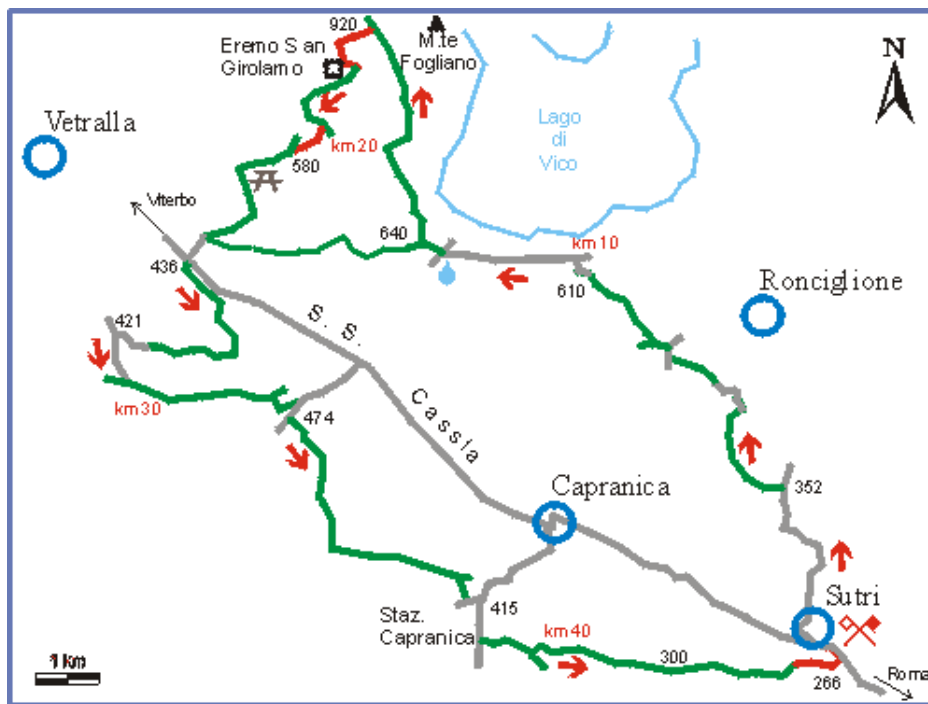 920
Eremo San
Girolamo
M.te
Fogliano
N
Vetralla
Lago
di
Vico
km20
580
Viterbo
640
km10
436
610
Ronciglione
421
S. S.
Cassia
km30
474
Capranica
352
Staz.
Capranica
415
Sutri
km40
300
266
Roma
1 km